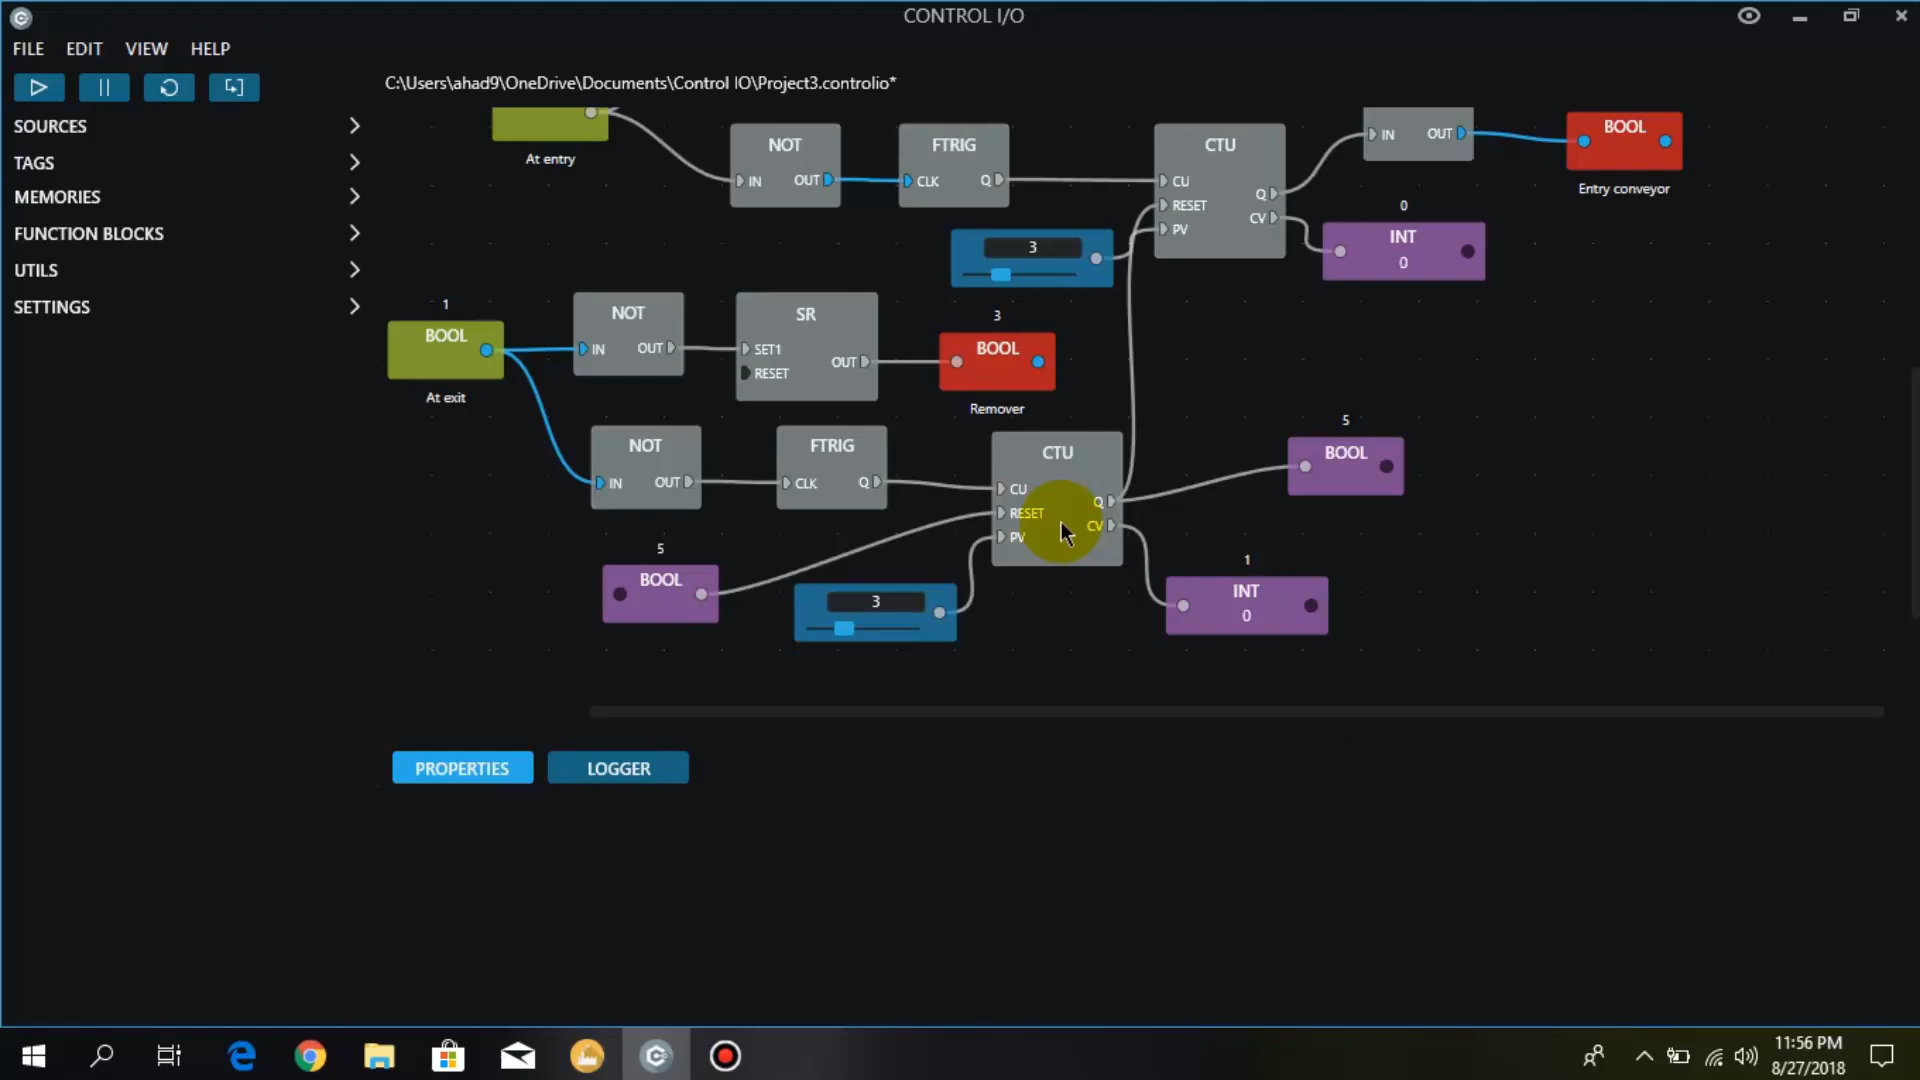 CONTROL I/O
FILE EDIT VIEW HELP
C:\Users\ahad9\OneDrive\Documents\Control IO\Project3.controlio*
SOURCES
TAGS
MEMORIES
FUNCTION BLOCKS
UTILS
SETTINGS
At entry
NOT
IN OUT
FTRIG
CLK Q
CTU
CU
RESET
PV
Q
CV
IN OUT
BOOL
Entry conveyor
3
0
INT
0
1
BOOL
At exit
NOT
IN OUT
SR
SET1
RESET
OUT
3
BOOL
Remover
NOT
IN OUT
FTRIG
CLK Q
CTU
CU
RESET
PV
Q
CV
5
BOOL
5
BOOL
3
1
INT
0
PROPERTIES
LOGGER
11:56 PM
8/27/2018